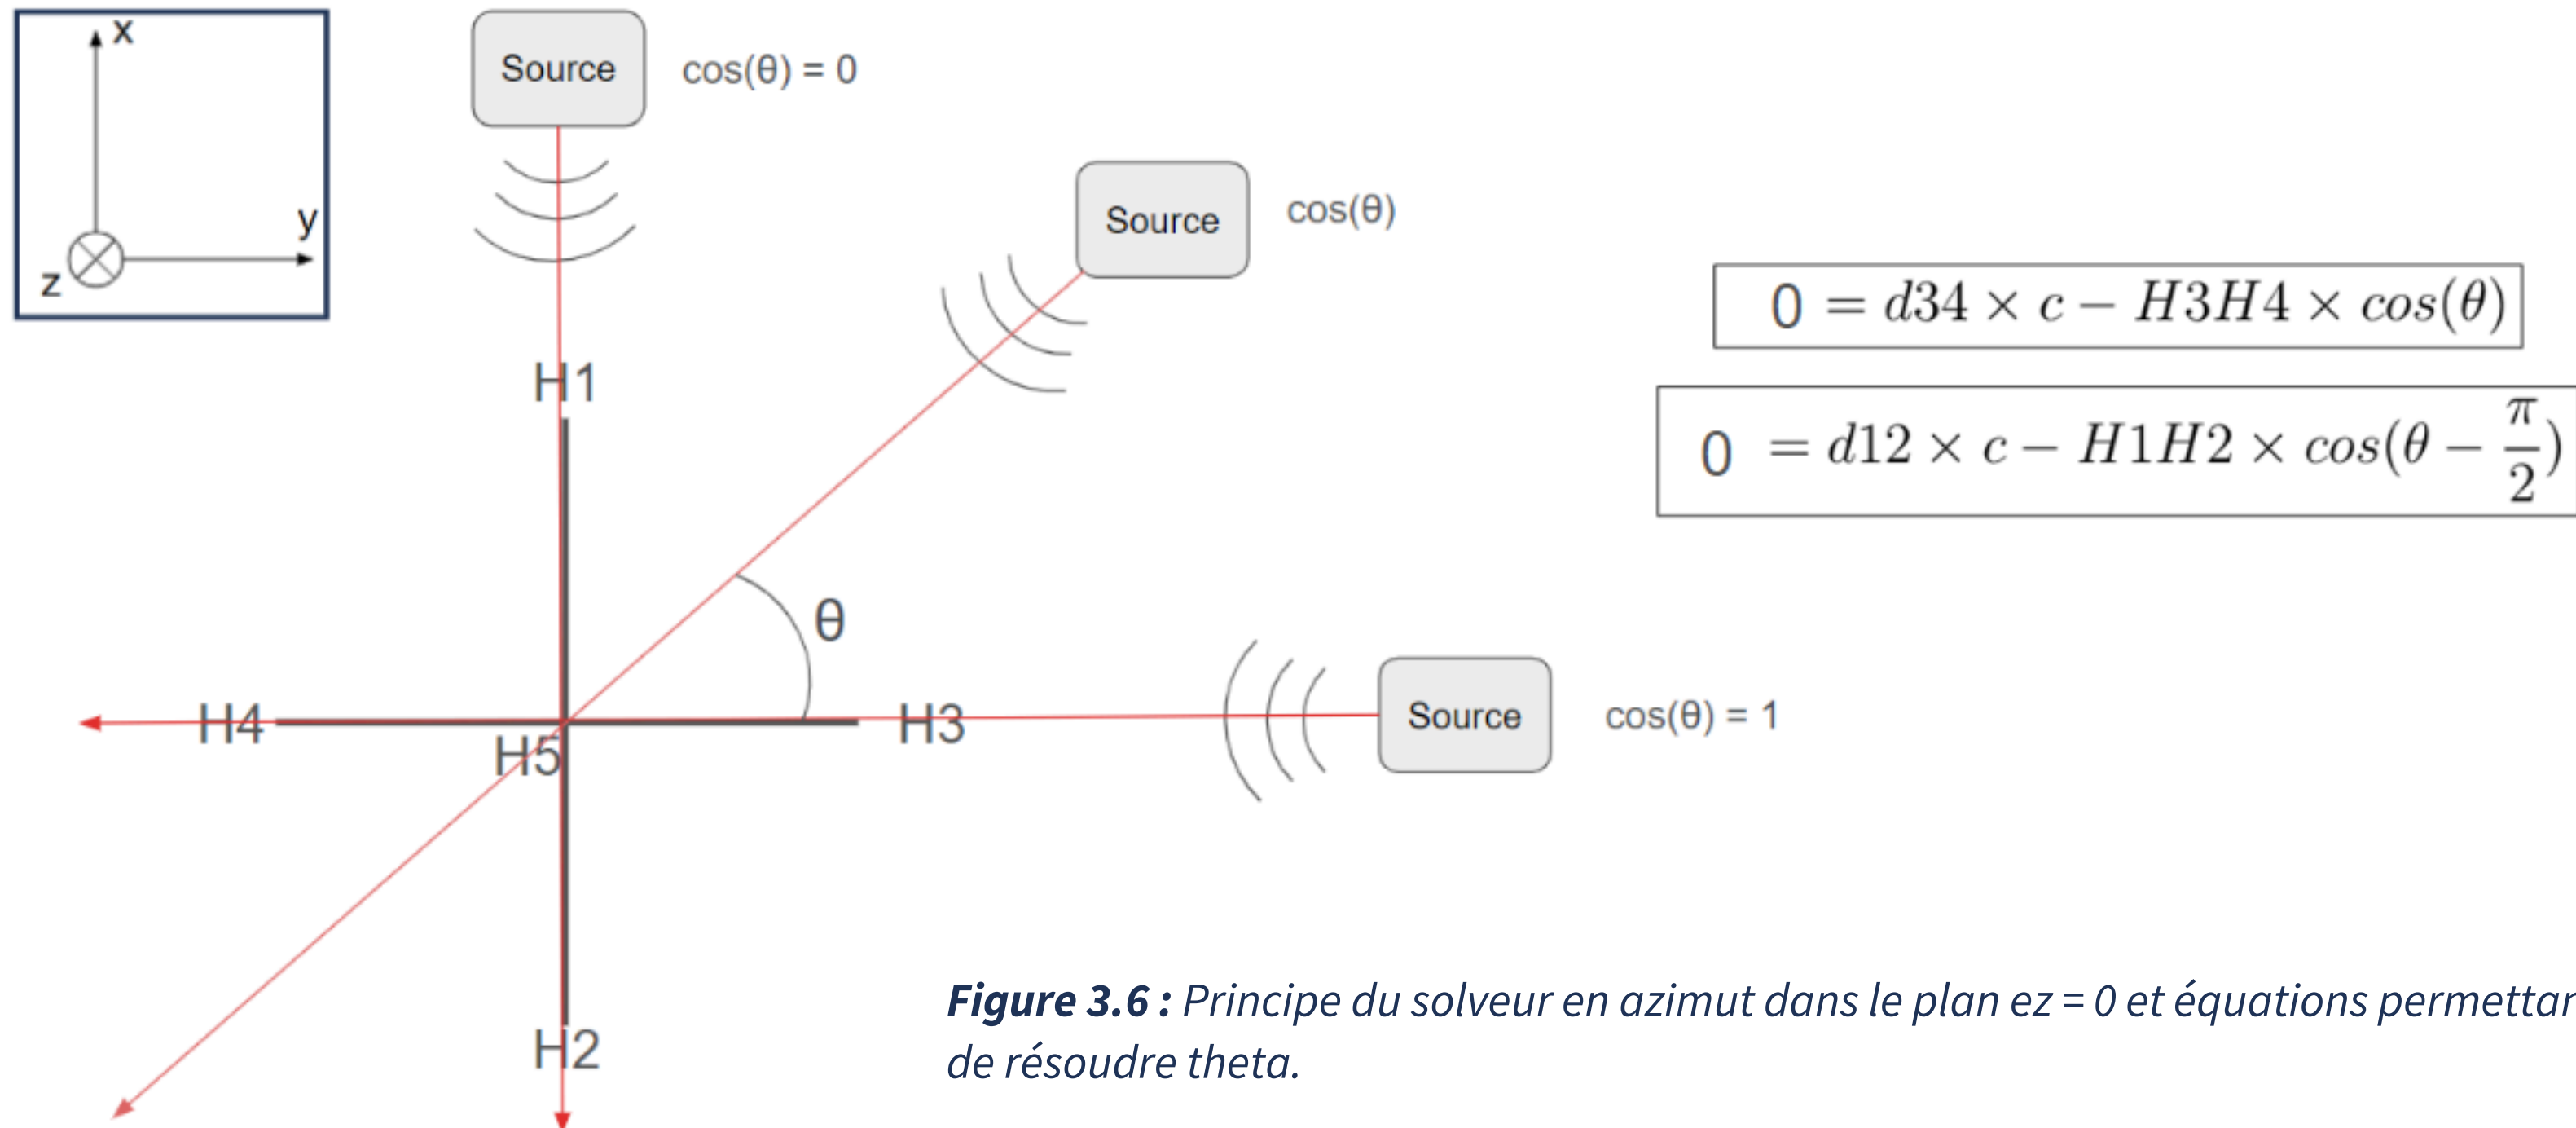 x
y
z
Source
cos(θ) = 0
Source
cos(θ)
0 = d34 × c − H3H4 × cos(θ)
0 = d12 × c − H1H2 × cos(θ − π/2)
H1
θ
H4
H5
H3
Source
cos(θ) = 1
H2
Figure 3.6 : Principe du solveur en azimut dans le plan ez = 0 et équations permettan
de résoudre theta.